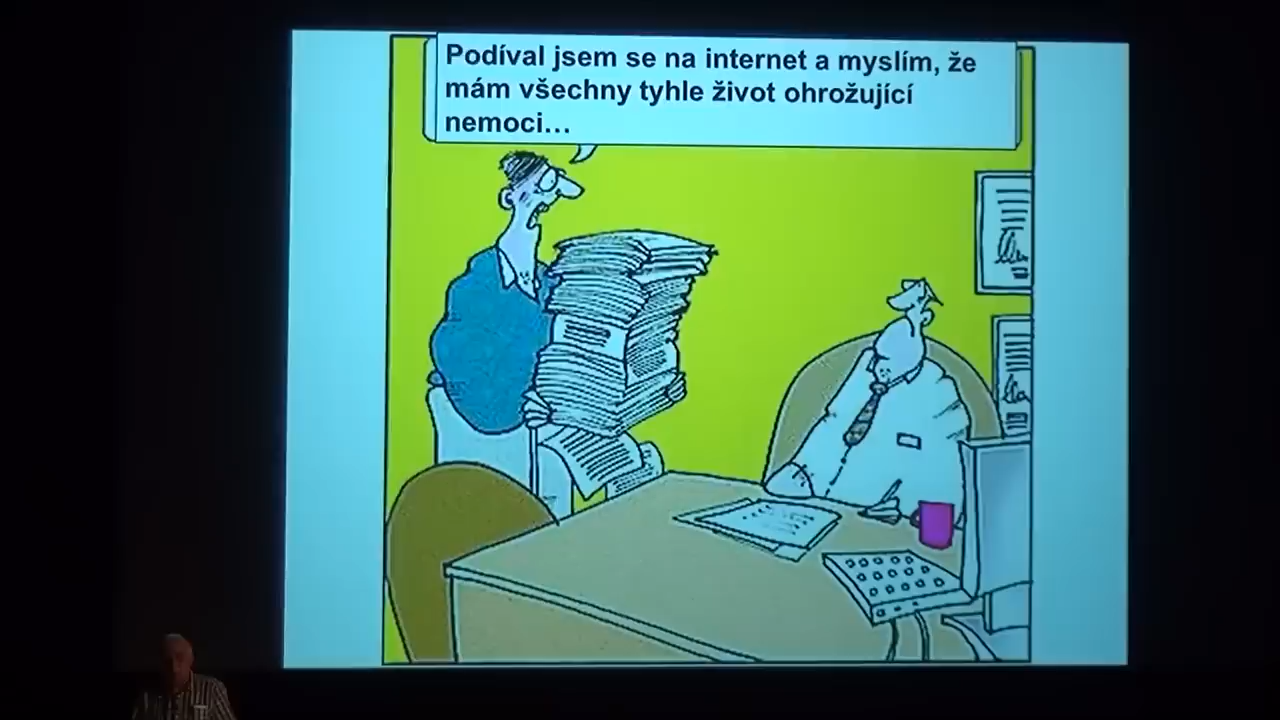 Podíval jsem se na internet a myslím, že
mám všechny tyhle život ohrožující
nemoci…